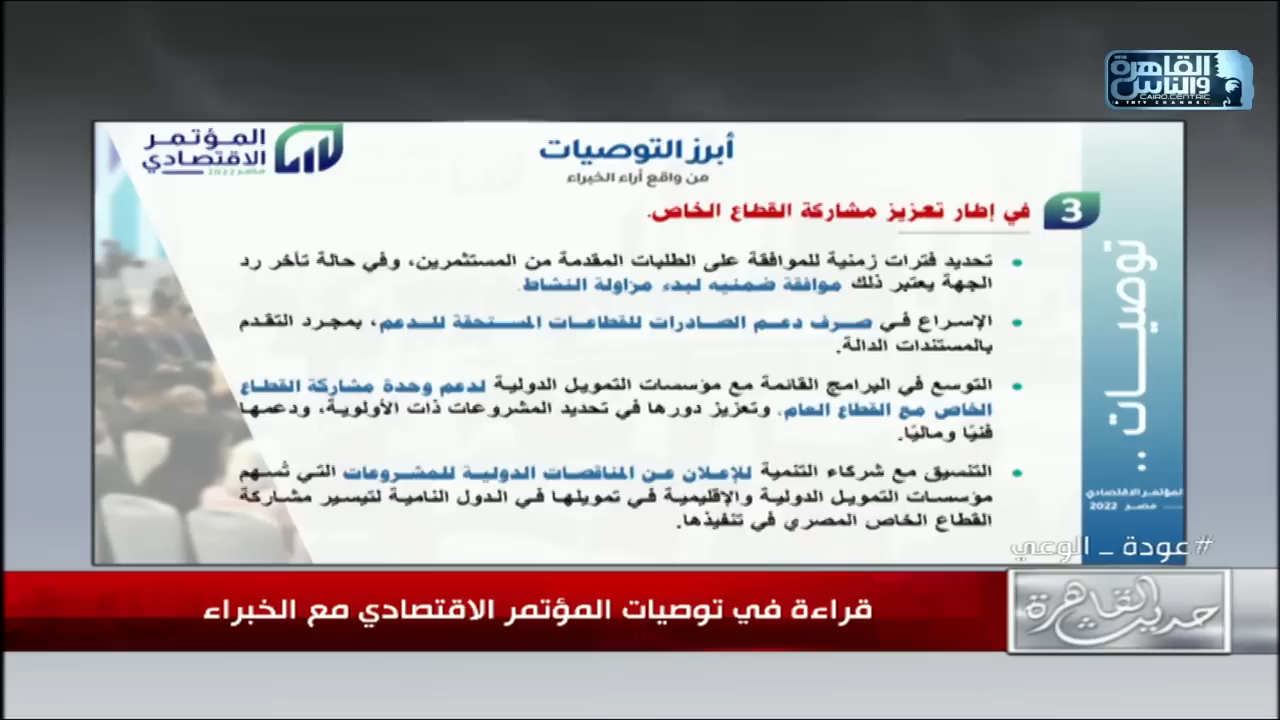 القاهرة
والناس
CAIRO.CENTRIC
A TNTV CHANNEL
المؤتمر
الاقتصادي
مصر 2022
أبرز التوصيات
من واقع أراء الخبراء
3
في إطار تعزيز مشاركة القطاع الخاص.
• تحديد فترات زمنية للموافقة على الطلبات المقدمة من المستثمرين، وفي حالة تأخر رد
الجهة يعتبر ذلك موافقة ضمنيه لبدء مزاولة النشاط.
• الإسراع في صرف دعم الصادرات للقطاعات المستحقة للدعم، بمجرد التقدم
بالمستندات الدالة.
• التوسع في البرامج القائمة مع مؤسسات التمويل الدولية لدعم وحدة مشاركة القطاع
الخاص مع القطاع العام، وتعزيز دورها في تحديد المشروعات ذات الأولوية، ودعمها
فنيًا وماليًا.
• التنسيق مع شركاء التنمية للإعلان عن المناقصات الدولية للمشروعات التي تُسهم
مؤسسات التمويل الدولية والإقليمية في تمويلها في الدول النامية لتيسير مشاركة
القطاع الخاص المصري في تنفيذها.
توصيات ..
المؤتمر الاقتصادي
مصر 2022
#عودة_الوعي
حديث القاهرة
قراءة في توصيات المؤتمر الاقتصادي مع الخبراء